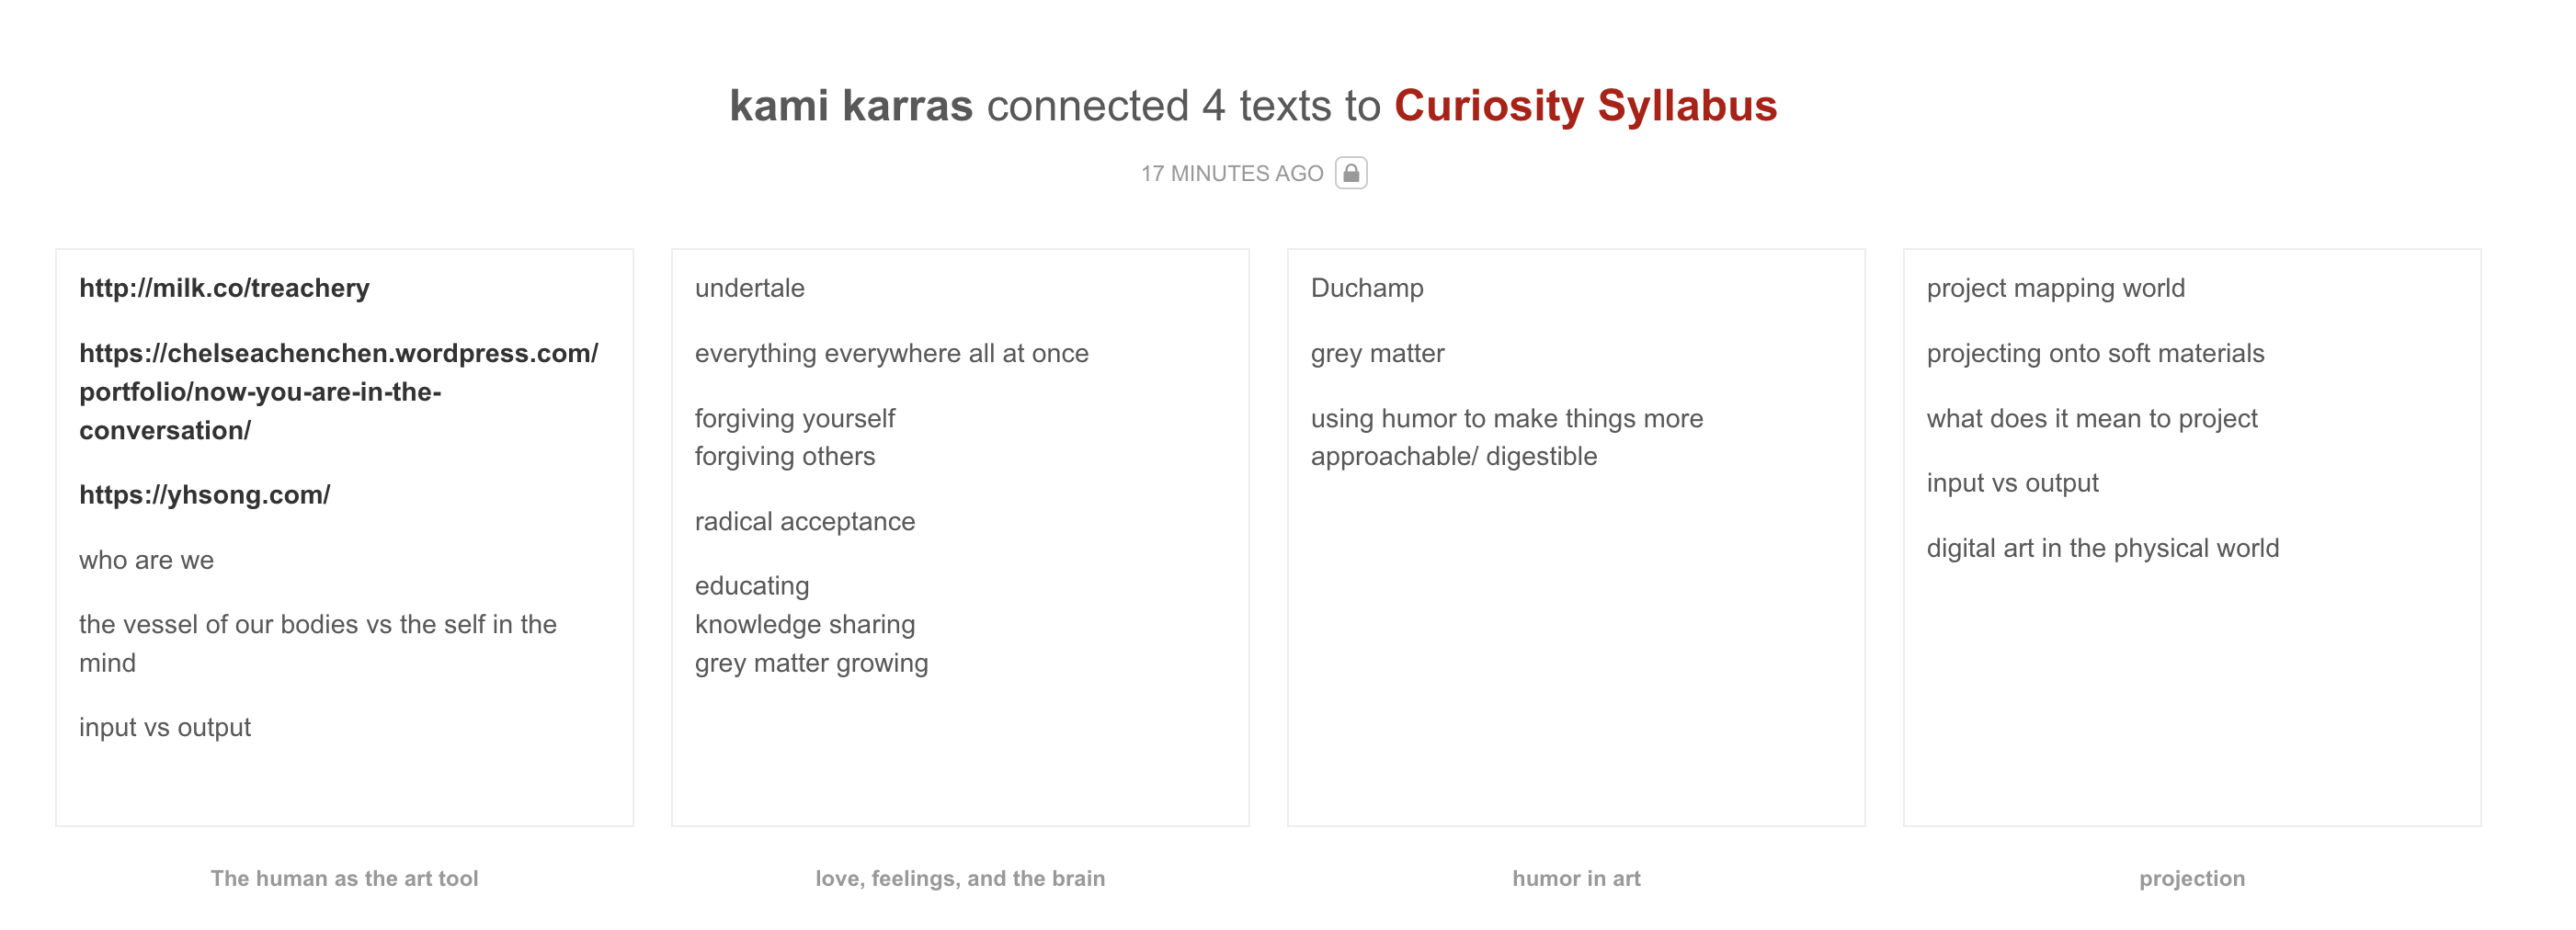 kami karras connected 4 texts to Curiosity Syllabus
17 MINUTES AGO
http://milk.co/treachery
https://chelseachenchen.wordpress.com/
portfolio/now-you-are-in-the-
conversation/
https://yhsong.com/
who are we
the vessel of our bodies vs the self in the
mind
input vs output
The human as the art tool
undertale
everything everywhere all at once
forgiving yourself
forgiving others
radical acceptance
educating
knowledge sharing
grey matter growing
love, feelings, and the brain
Duchamp
grey matter
using humor to make things more
approachable/ digestible
humor in art
project mapping world
projecting onto soft materials
what does it mean to project
input vs output
digital art in the physical world
projection